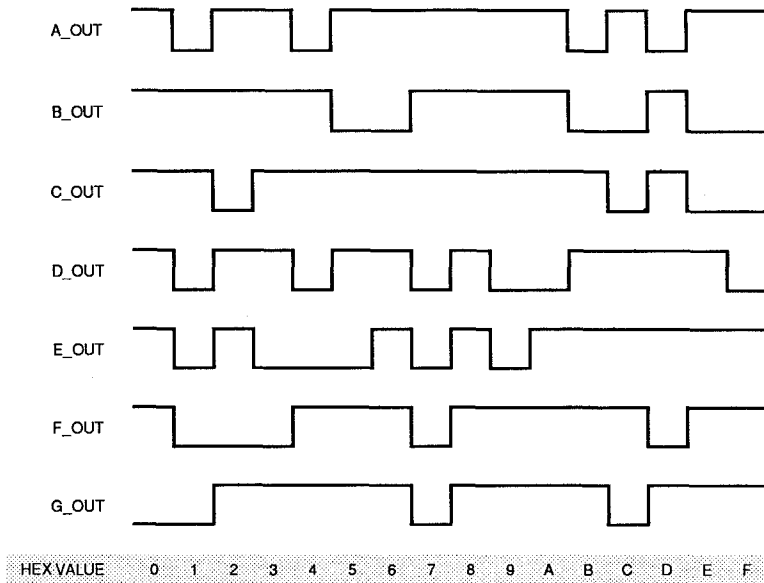 A_OUT
B_OUT
C_OUT
D_OUT
E_OUT
F_OUT
G_OUT
HEX VALUE 0 1 2 3 4 5 6 7 8 9 A B C D E F